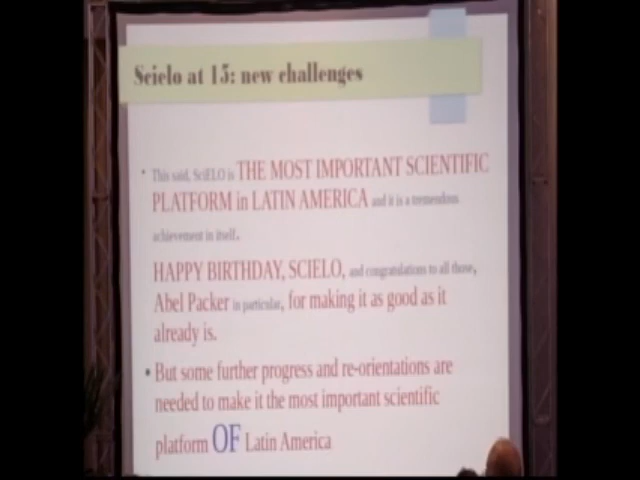 Scielo at 15: new challenges
• This said, SciELO is THE MOST IMPORTANT SCIENTIFIC
PLATFORM in LATIN AMERICA and it is a tremendous
achievement in itself.
HAPPY BIRTHDAY, SCIELO, and congratulations to all those,
Abel Packer in particular, for making it as good as it
already is.
• But some further progress and re-orientations are
needed to make it the most important scientific
platform OF Latin America